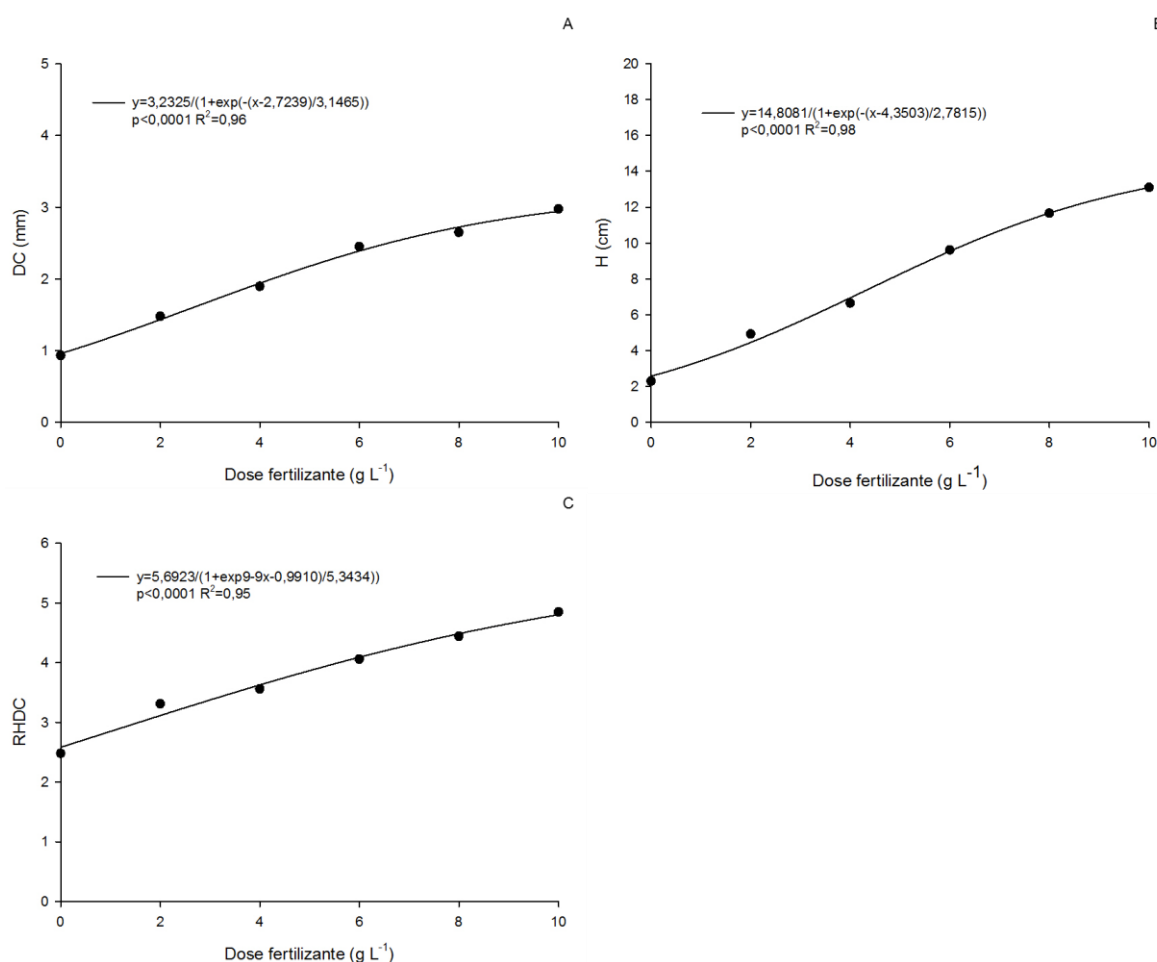 A
5
4
3
2
1
0
DC (mm)
y=3,2325/(1+exp(-(x-2,7239)/3,1465))
p<0,0001 R²=0,96
0 2 4 6 8 10
Dose fertilizante (g L⁻¹)
B
20
18
16
14
12
10
8
6
4
2
0
H (cm)
y=14,8081/(1+exp(-(x-4,3503)/2,7815))
p<0,0001 R²=0,98
0 2 4 6 8 10
Dose fertilizante (g L⁻¹)
C
6
5
4
3
2
1
0
RHDC
y=5,6923/(1+exp9-9x-0,9910)/5,3434))
p<0,0001 R²=0,95
0 2 4 6 8 10
Dose fertilizante (g L⁻¹)